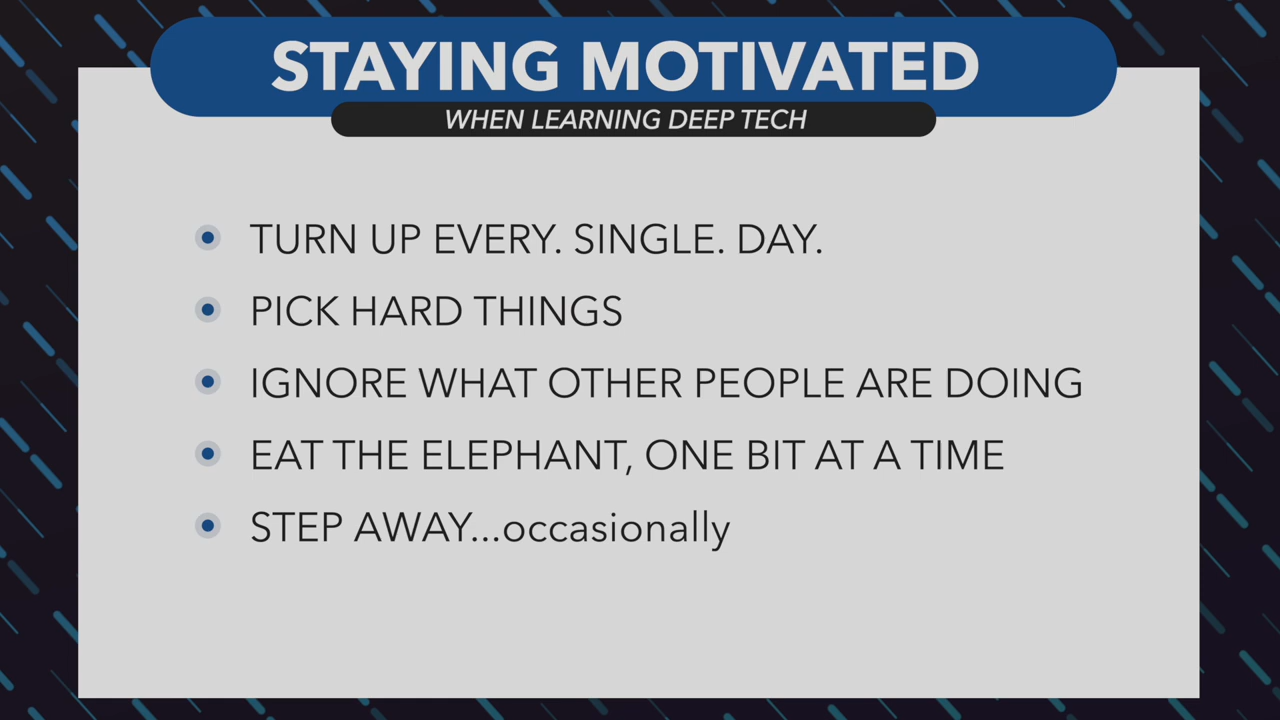 STAYING MOTIVATED
WHEN LEARNING DEEP TECH
TURN UP EVERY. SINGLE. DAY.
PICK HARD THINGS
IGNORE WHAT OTHER PEOPLE ARE DOING
EAT THE ELEPHANT, ONE BIT AT A TIME
STEP AWAY...occasionally